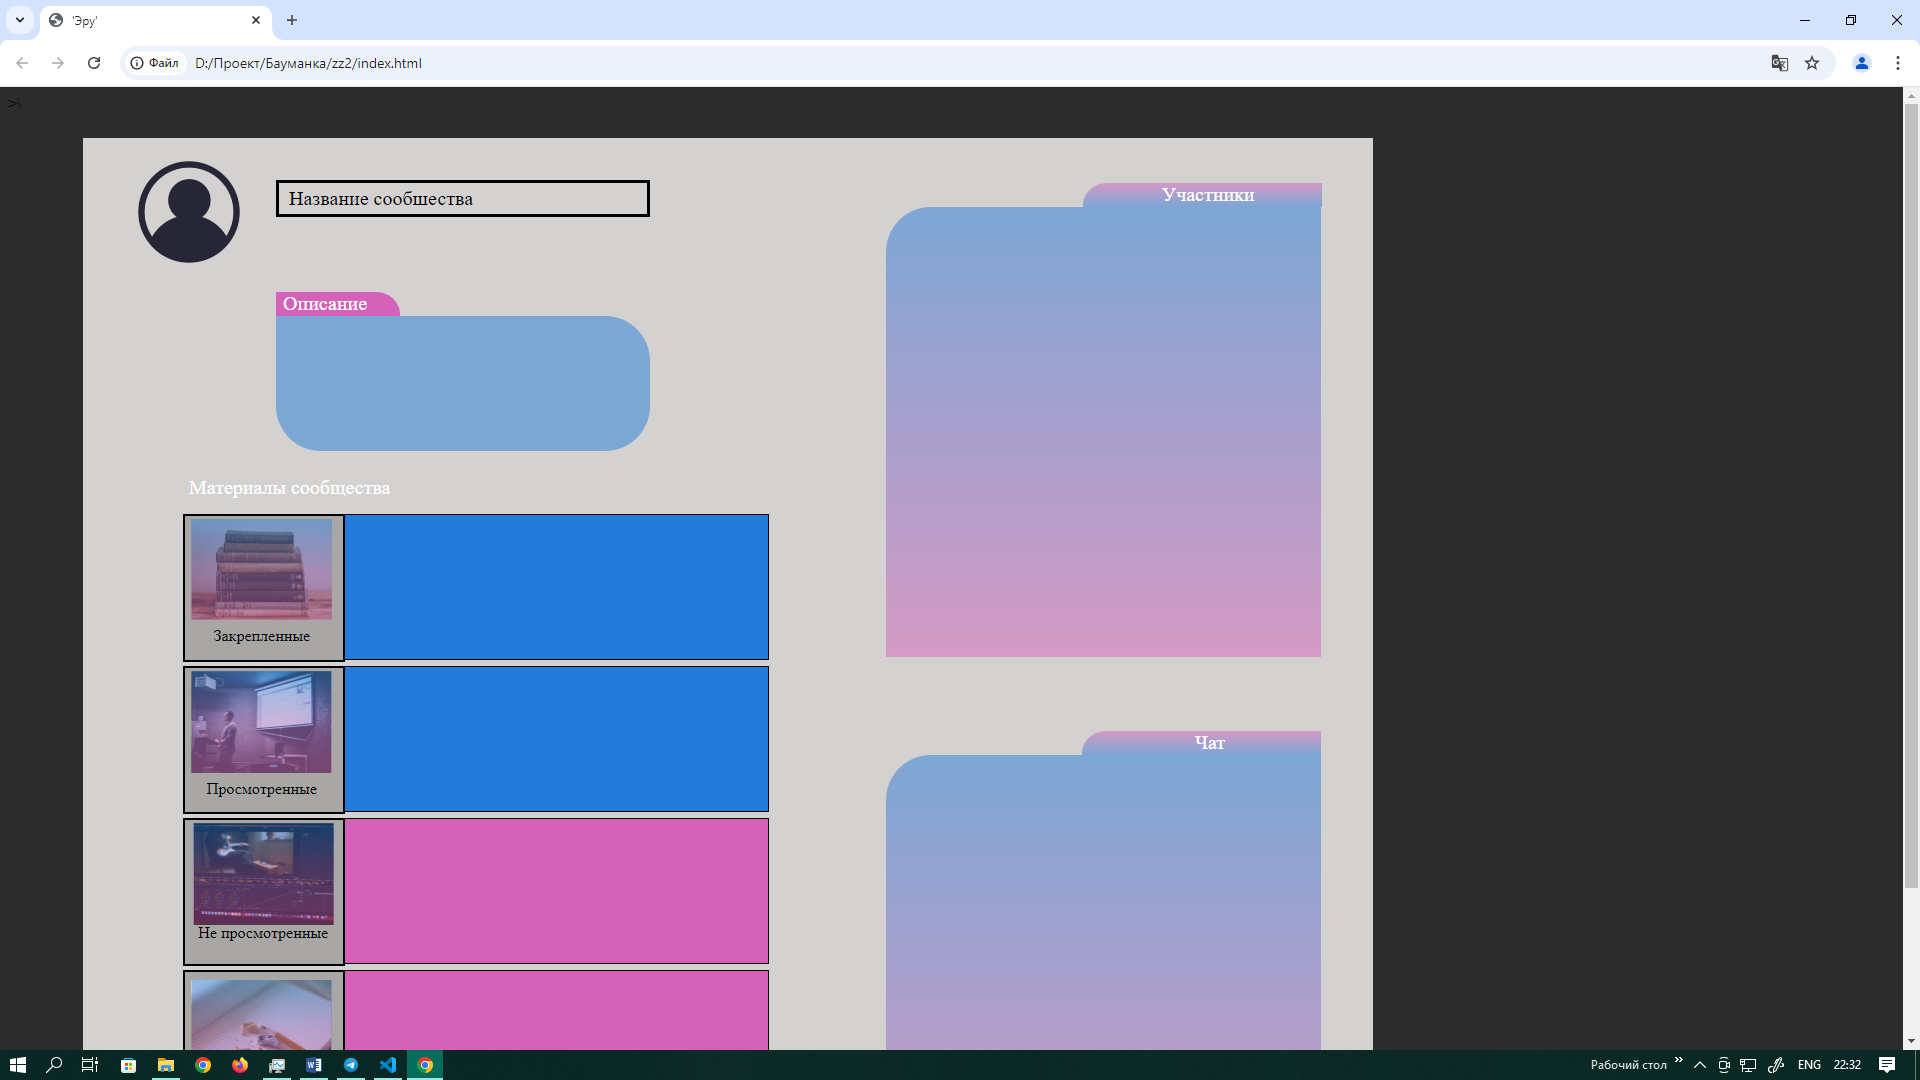 'Эру'
Файл
D:/Проект/Бауманка/zz2/index.html
>\
Название сообшества
Участники
Описание
Материалы сообщества
Закрепленные
Просмотренные
Чат
Не просмотренные
Рабочий стол
ENG
22:32